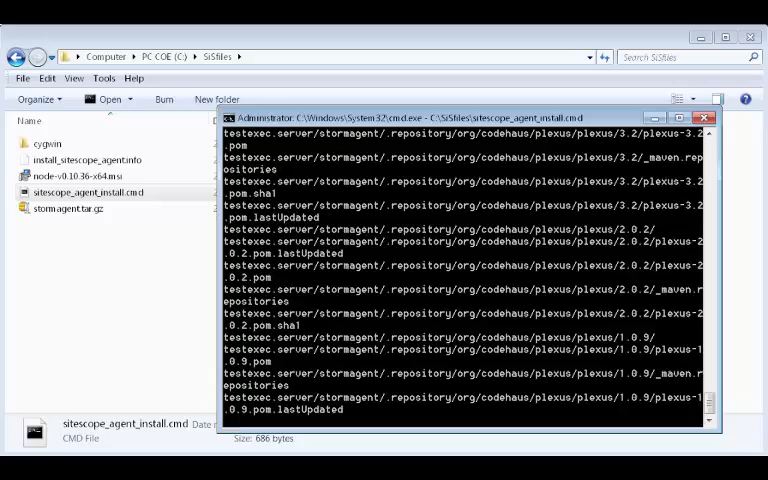 Computer ▸ PC COE (C:) ▸ SiSfiles ▸
Search SiSfiles
File Edit View Tools Help
Organize ▾ Open ▾ Burn New folder
Name
cygwin
install_sitescope_agent.info
node-v0.10.36-x64.msi
sitescope_agent_install.cmd
stormagent.tar.gz
Administrator: C:\Windows\System32\cmd.exe - C:\SiSfiles\sitescope_agent_install.cmd
testexec.server/stormagent/.repository/org/codehaus/plexus/plexus/3.2/plexus-3.2
.pom
testexec.server/stormagent/.repository/org/codehaus/plexus/plexus/3.2/_maven.rep
ositories
testexec.server/stormagent/.repository/org/codehaus/plexus/plexus/3.2/plexus-3.2
.pom.sha1
testexec.server/stormagent/.repository/org/codehaus/plexus/plexus/3.2/plexus-3.2
.pom.lastUpdated
testexec.server/stormagent/.repository/org/codehaus/plexus/plexus/2.0.2/
testexec.server/stormagent/.repository/org/codehaus/plexus/plexus/2.0.2/plexus-2
.0.2.pom.lastUpdated
testexec.server/stormagent/.repository/org/codehaus/plexus/plexus/2.0.2/plexus-2
.0.2.pom
testexec.server/stormagent/.repository/org/codehaus/plexus/plexus/2.0.2/_maven.r
epositories
testexec.server/stormagent/.repository/org/codehaus/plexus/plexus/2.0.2/plexus-2
.0.2.pom.sha1
testexec.server/stormagent/.repository/org/codehaus/plexus/plexus/1.0.9/
testexec.server/stormagent/.repository/org/codehaus/plexus/plexus/1.0.9/plexus-1
.0.9.pom
testexec.server/stormagent/.repository/org/codehaus/plexus/plexus/1.0.9/_maven.r
epositories
testexec.server/stormagent/.repository/org/codehaus/plexus/plexus/1.0.9/plexus-1
.0.9.pom.lastUpdated
sitescope_agent_install.cmd Date
CMD File Size: 686 bytes